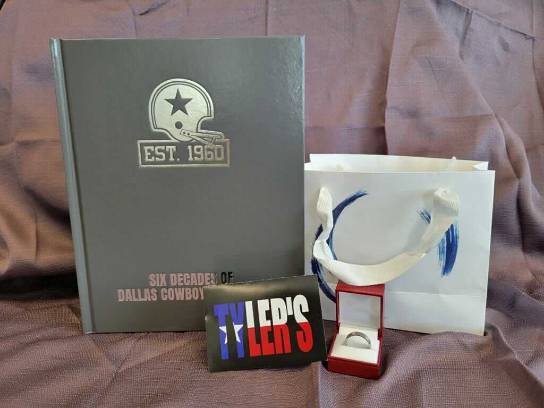 EST. 1960
SIX DECADES OF
DALLAS COWBOY
TYLER'S